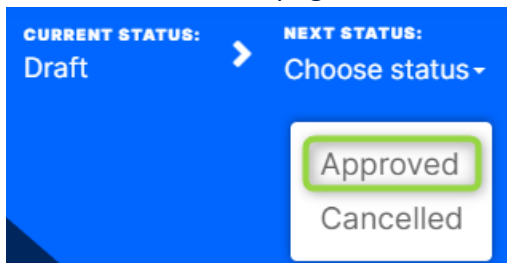 CURRENT STATUS:
Draft
NEXT STATUS:
Choose status
Approved
Cancelled